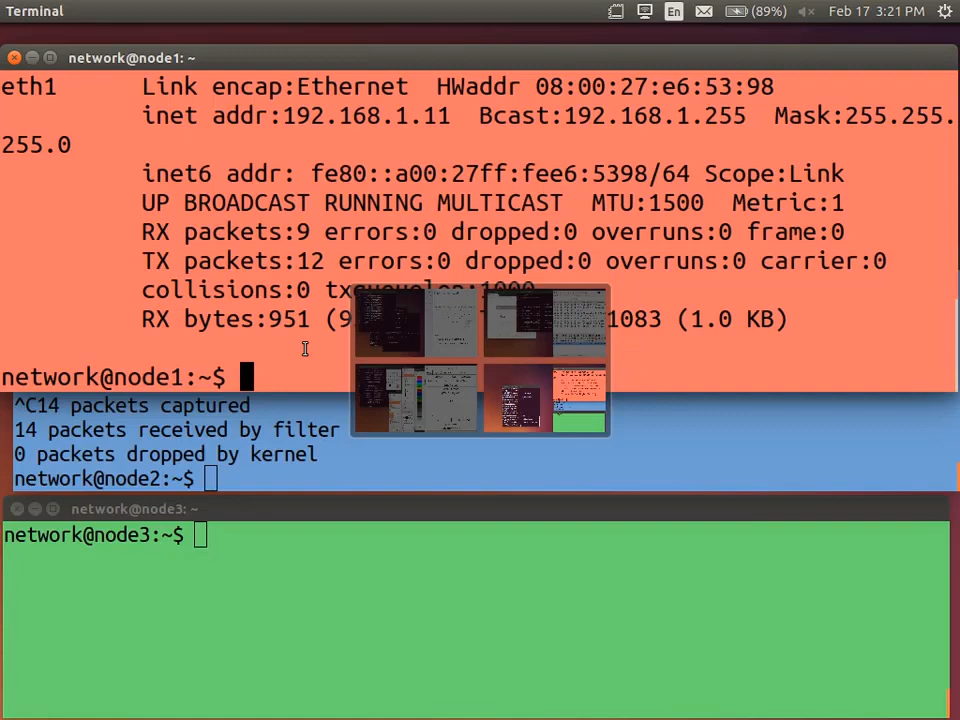 Terminal
En
(89%)
Feb 17 3:21 PM
network@node1: ~
eth1 Link encap:Ethernet HWaddr 08:00:27:e6:53:98
inet addr:192.168.1.11 Bcast:192.168.1.255 Mask:255.255.
255.0
inet6 addr: fe80::a00:27ff:fee6:5398/64 Scope:Link
UP BROADCAST RUNNING MULTICAST MTU:1500 Metric:1
RX packets:9 errors:0 dropped:0 overruns:0 frame:0
TX packets:12 errors:0 dropped:0 overruns:0 carrier:0
collisions:0 txqueuelen:1000
RX bytes:951 (9 1083 (1.0 KB)
network@node1:~$
^C14 packets captured
14 packets received by filter
0 packets dropped by kernel
network@node2:~$
network@node3: ~
network@node3:~$